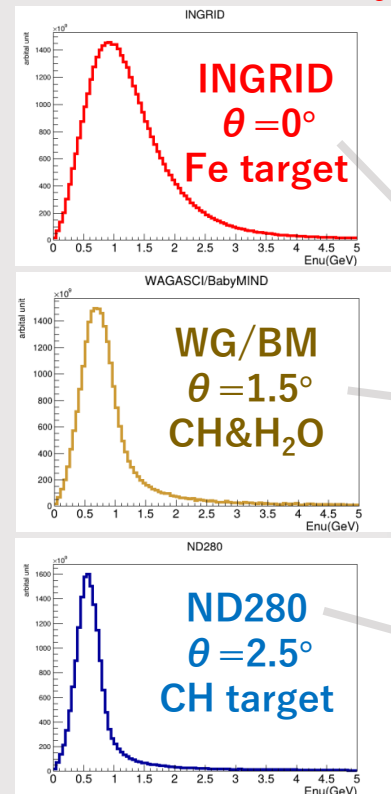 INGRID
×10⁹
arbital unit
1400
1200
1000
800
600
400
200
0
INGRID
θ =0°
Fe target
0 0.5 1 1.5 2 2.5 3 3.5 4 4.5 5
Enu(GeV)
WAGASCI/BabyMIND
×10⁹
arbital unit
1400
1200
1000
800
600
400
200
0
WG/BM
θ =1.5°
CH&H₂O
0 0.5 1 1.5 2 2.5 3 3.5 4 4.5 5
Enu(GeV)
ND280
×10⁹
arbital unit
1600
1400
1200
1000
800
600
400
200
0
ND280
θ =2.5°
CH target
0 0.5 1 1.5 2 2.5 3 3.5 4 4.5 5
Enu(GeV)